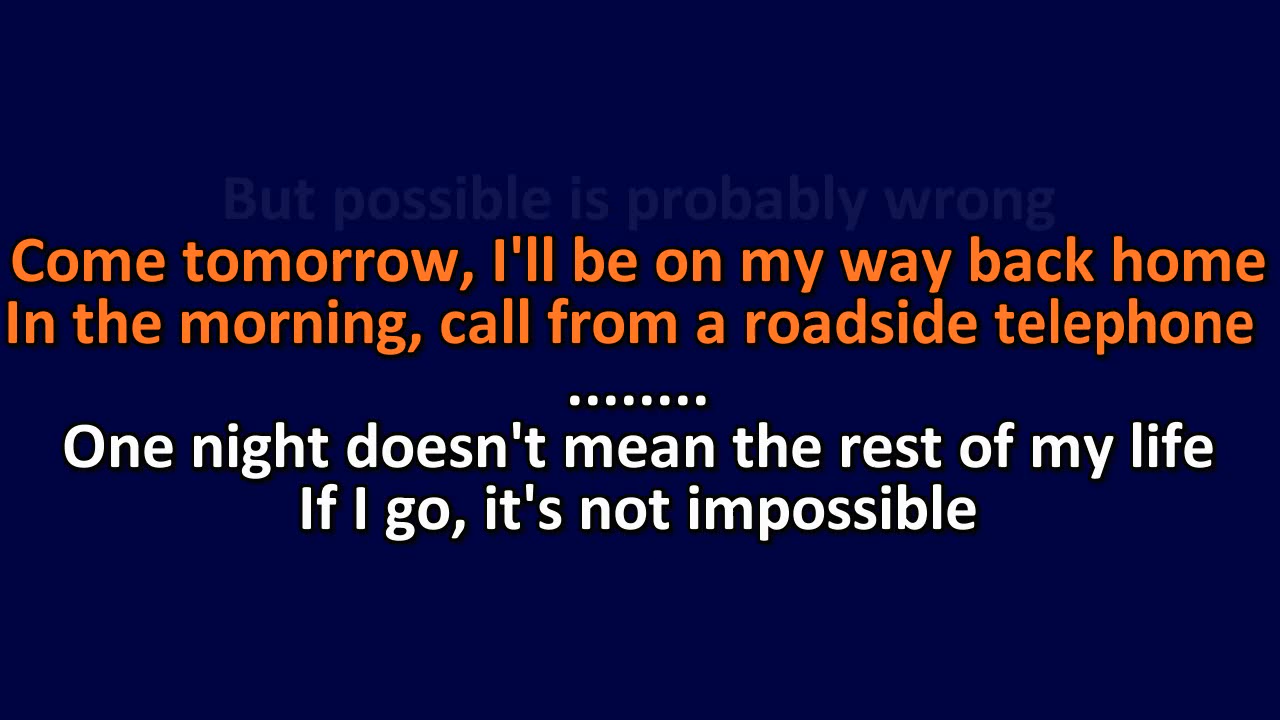 But possible is probably wrong
Come tomorrow, I'll be on my way back home
In the morning, call from a roadside telephone
........
One night doesn't mean the rest of my life
If I go, it's not impossible